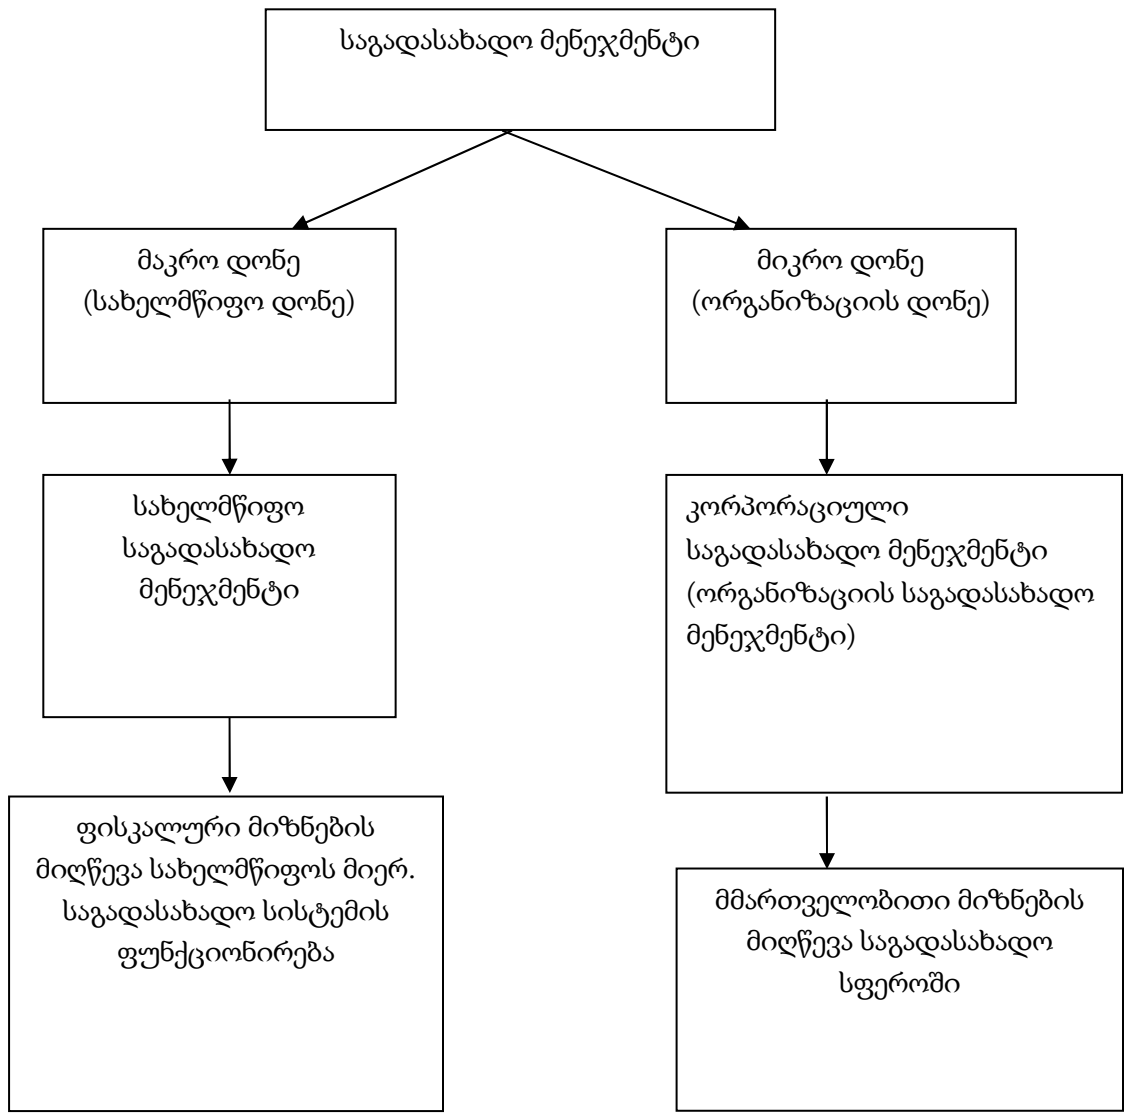 საგადასახადო მენეჯმენტი
მაკრო დონე
(სახელმწიფო დონე)
მიკრო დონე
(ორგანიზაციის დონე)
სახელმწიფო
საგადასახადო
მენეჯმენტი
კორპორაციული
საგადასახადო მენეჯმენტი
(ორგანიზაციის საგადასახადო
მენეჯმენტი)
ფისკალური მიზნების
მიღწევა სახელმწიფოს მიერ.
საგადასახადო სისტემის
ფუნქციონირება
მმართველობითი მიზნების
მიღწევა საგადასახადო
სფეროში